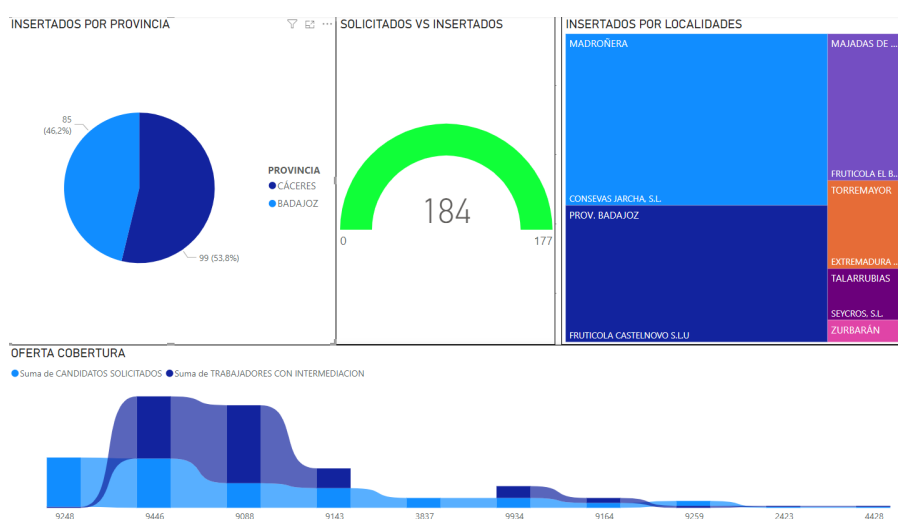 INSERTADOS POR PROVINCIA
85
(46,2%)
99 (53,8%)
PROVINCIA
CÁCERES
BADAJOZ
SOLICITADOS VS INSERTADOS
184
0
177
INSERTADOS POR LOCALIDADES
MADROÑERA
CONSEVAS JARCHA, S.L.
PROV. BADAJOZ
FRUTICOLA CASTELNOVO S.L.U
MAJADAS DE ...
FRUTICOLA EL B...
TORREMAYOR
EXTREMADURA ...
TALARRUBIAS
SEYCROS, S.L.
ZURBARÁN
OFERTA COBERTURA
Suma de CANDIDATOS SOLICITADOS Suma de TRABAJADORES CON INTERMEDIACION
9248 9446 9088 9143 3837 9934 9164 9259 2423 4428